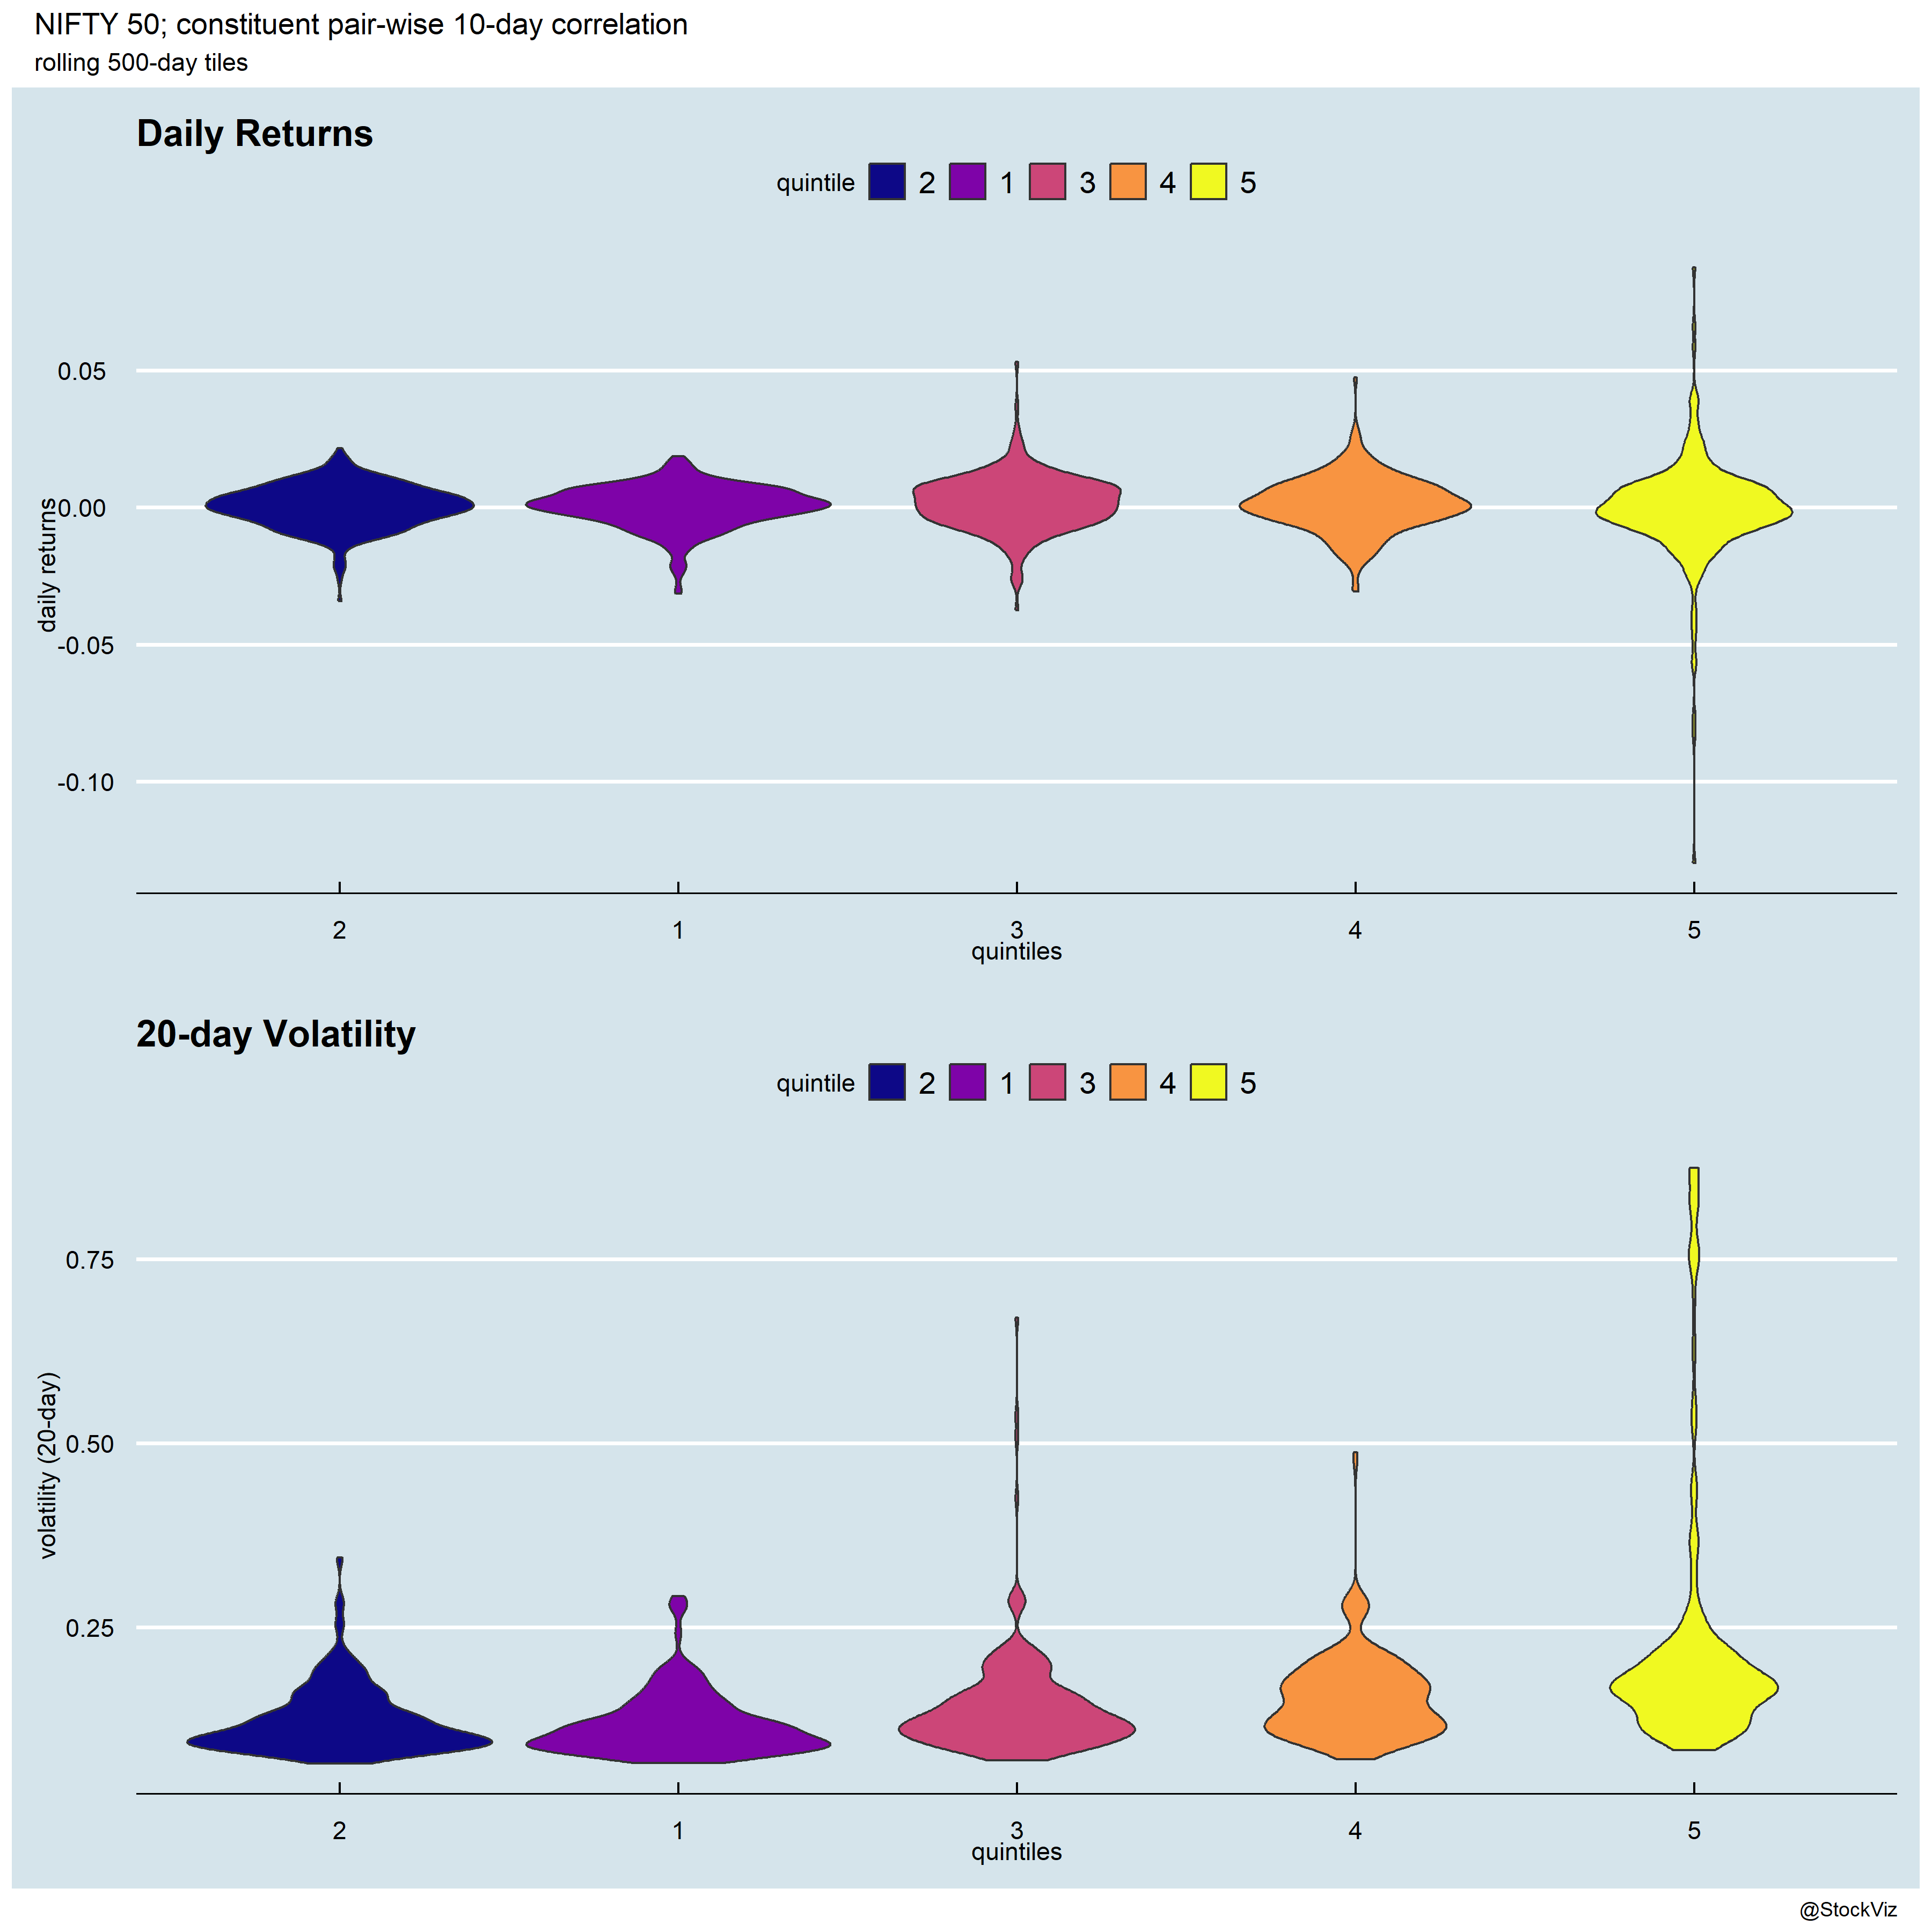 NIFTY 50; constituent pair-wise 10-day correlation
rolling 500-day tiles
Daily Returns
quintile 2 1 3 4 5
daily returns
0.05
0.00
-0.05
-0.10
2 1 3 4 5
quintiles
20-day Volatility
quintile 2 1 3 4 5
volatility (20-day)
0.75
0.50
0.25
2 1 3 4 5
quintiles
@StockViz